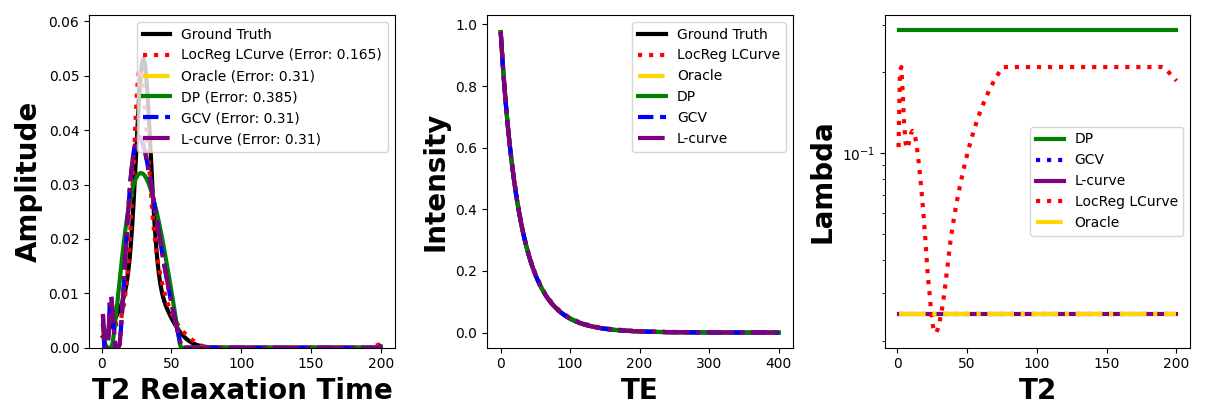 Amplitude
0.06
0.05
0.04
0.03
0.02
0.01
0.00
Ground Truth
LocReg LCurve (Error: 0.165)
Oracle (Error: 0.31)
DP (Error: 0.385)
GCV (Error: 0.31)
L-curve (Error: 0.31)
0 50 100 150 200
T2 Relaxation Time
Intensity
1.0
0.8
0.6
0.4
0.2
0.0
Ground Truth
LocReg LCurve
Oracle
DP
GCV
L-curve
0 100 200 300 400
TE
Lambda
10⁻¹
DP
GCV
L-curve
LocReg LCurve
Oracle
0 50 100 150 200
T2